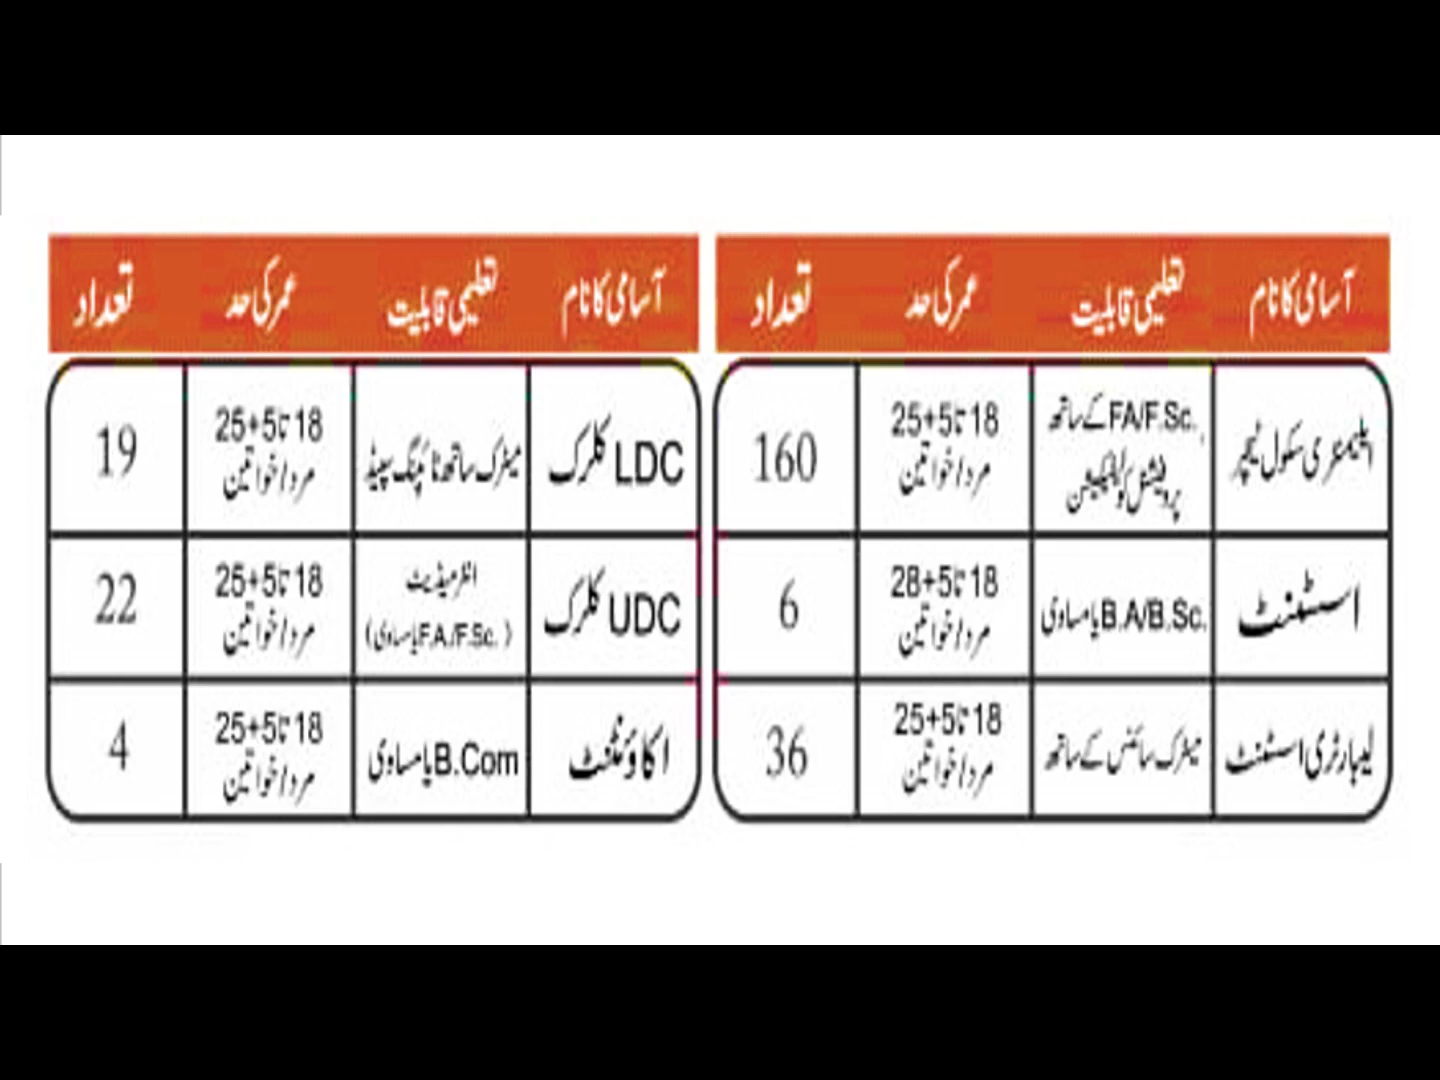 آسامی کا نام تعلیمی قابلیت عمر کی حد تعداد
ایلیمنٹری سکول ٹیچر FA/F.Sc. کے ساتھ پروفیشنل کوالیفکیشن 18 تا 25+5 مرد/خواتین 160
اسسٹنٹ B.A/B.Sc. یا مساوی 18 تا 28+5 مرد/خواتین 6
لیبارٹری اسسٹنٹ میٹرک سائنس کے ساتھ 18 تا 25+5 مرد/خواتین 36
آسامی کا نام تعلیمی قابلیت عمر کی حد تعداد
LDC کلرک میٹرک ساتھ ٹائپنگ سپیڈ 18 تا 25+5 مرد/خواتین 19
UDC کلرک انٹرمیڈیٹ (F.A./F.Sc. یا مساوی) 18 تا 25+5 مرد/خواتین 22
اکاؤنٹنٹ B.Com یا مساوی 18 تا 25+5 مرد/خواتین 4